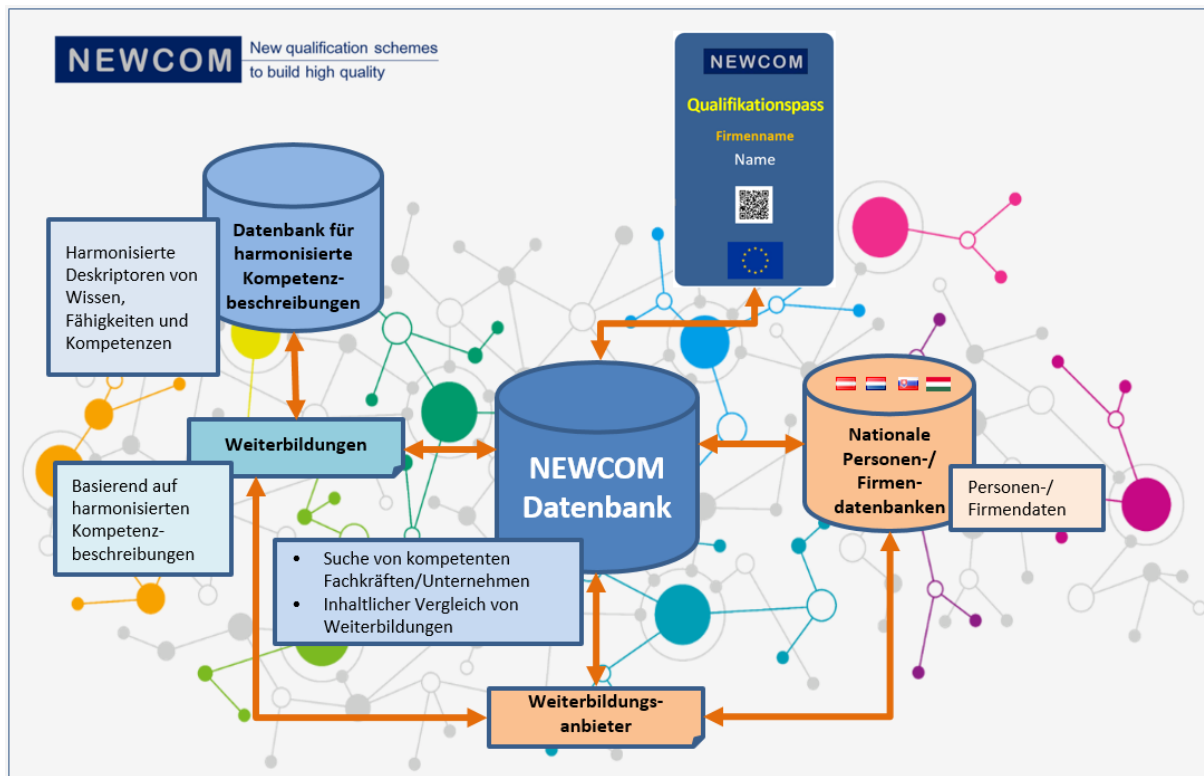 NEWCOM
New qualification schemes
to build high quality
NEWCOM
Qualifikationspass
Firmenname
Name
Datenbank für
harmonisierte
Kompetenz-
beschreibungen
Harmonisierte
Deskriptoren von
Wissen,
Fähigkeiten und
Kompetenzen
Weiterbildungen
Basierend auf
harmonisierten
Kompetenz-
beschreibungen
NEWCOM
Datenbank
Nationale
Personen-/
Firmen-
datenbanken
Personen-/
Firmendaten
• Suche von kompetenten
Fachkräften/Unternehmen
• Inhaltlicher Vergleich von
Weiterbildungen
Weiterbildungs-
anbieter